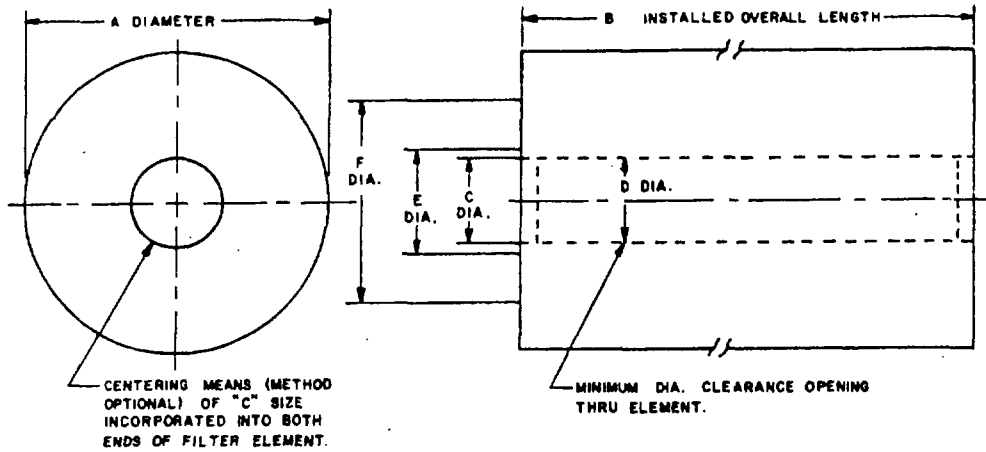 A DIAMETER
B INSTALLED OVERALL LENGTH
F
DIA.
E
DIA.
C
DIA.
D DIA.
CENTERING MEANS (METHOD
OPTIONAL) OF "C" SIZE
INCORPORATED INTO BOTH
ENDS OF FILTER ELEMENT.
MINIMUM DIA. CLEARANCE OPENING
THRU ELEMENT.